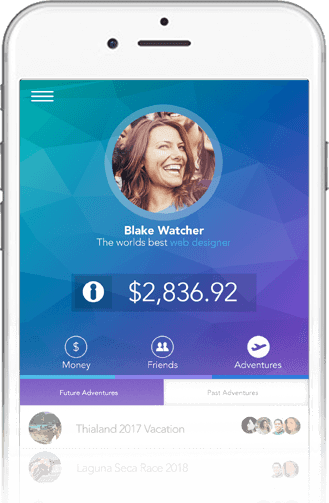 Blake Watcher
The worlds best web designer
$2,836.92
$
Money
Friends
Adventures
Future Adventures
Past Adventures
Thialand 2017 Vacation
Laguna Seca Race 2018